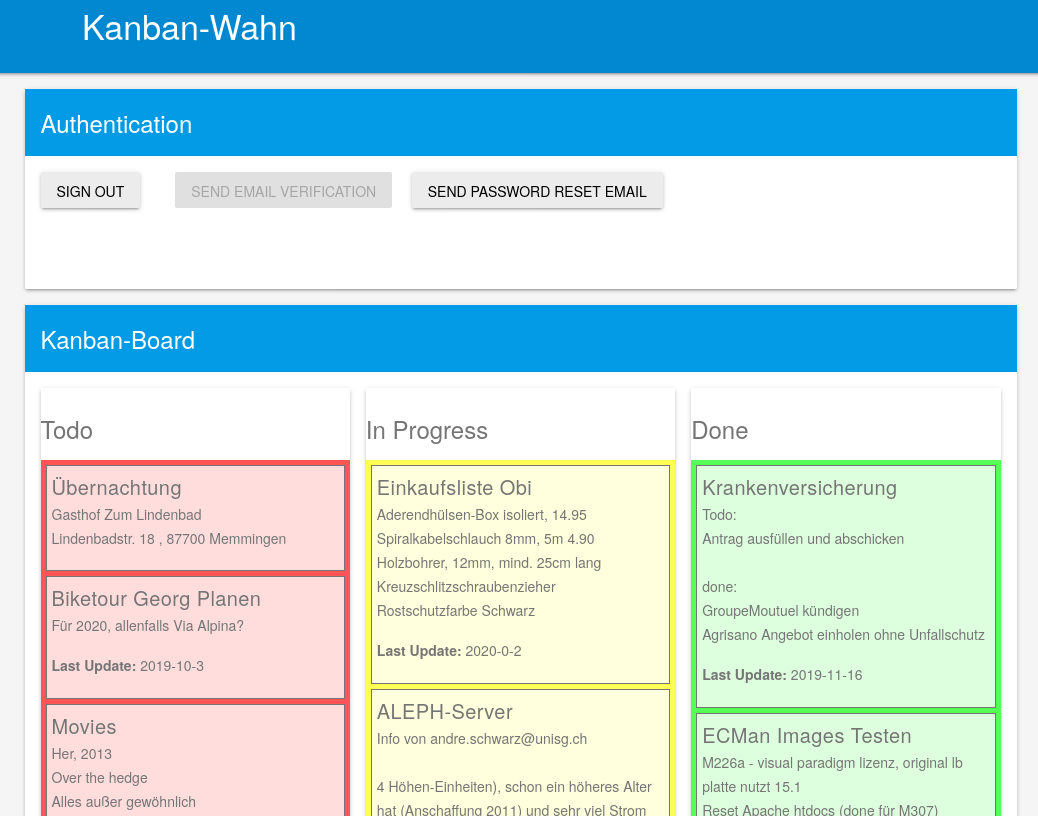 Kanban-Wahn
Authentication
SIGN OUT
SEND EMAIL VERIFICATION
SEND PASSWORD RESET EMAIL
Kanban-Board
Todo
Übernachtung
Gasthof Zum Lindenbad
Lindenbadstr. 18 , 87700 Memmingen
Biketour Georg Planen
Für 2020, allenfalls Via Alpina?
Last Update: 2019-10-3
Movies
Her, 2013
Over the hedge
Alles außer gewöhnlich
In Progress
Einkaufsliste Obi
Aderendhülsen-Box isoliert, 14.95
Spiralkabelschlauch 8mm, 5m 4.90
Holzbohrer, 12mm, mind. 25cm lang
Kreuzschlitzschraubenzieher
Rostschutzfarbe Schwarz
Last Update: 2020-0-2
ALEPH-Server
Info von andre.schwarz@unisg.ch
4 Höhen-Einheiten), schon ein höheres Alter
hat (Anschaffung 2011) und sehr viel Strom
Done
Krankenversicherung
Todo:
Antrag ausfüllen und abschicken
done:
GroupeMoutuel kündigen
Agrisano Angebot einholen ohne Unfallschutz
Last Update: 2019-11-16
ECMan Images Testen
M226a - visual paradigm lizenz, original lb
platte nutzt 15.1
Reset Apache htdocs (done für M307)